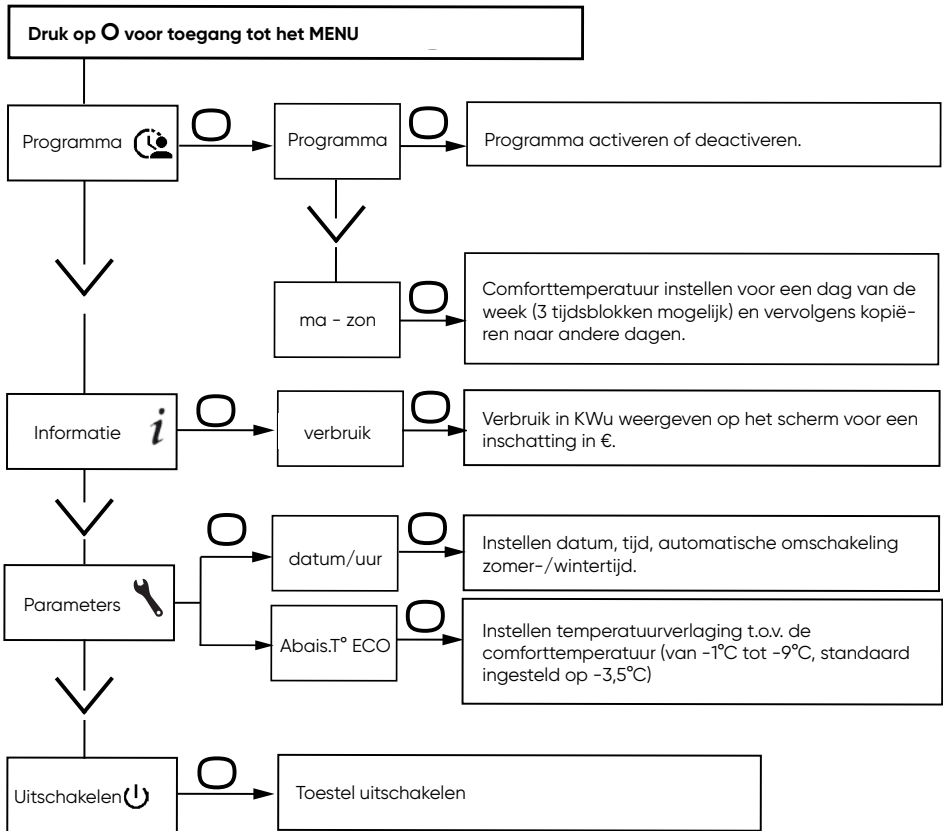 Druk op O voor toegang tot het MENU
Programma
Programma
Programma activeren of deactiveren.
ma - zon
Comforttemperatuur instellen voor een dag van de
week (3 tijdsblokken mogelijk) en vervolgens kopië-
ren naar andere dagen.
Informatie i
verbruik
Verbruik in KWu weergeven op het scherm voor een
inschatting in €.
Parameters
datum/uur
Instellen datum, tijd, automatische omschakeling
zomer-/wintertijd.
Abais.T° ECO
Instellen temperatuurverlaging t.o.v. de
comforttemperatuur (van -1°C tot -9°C, standaard
ingesteld op -3,5°C)
Uitschakelen
Toestel uitschakelen